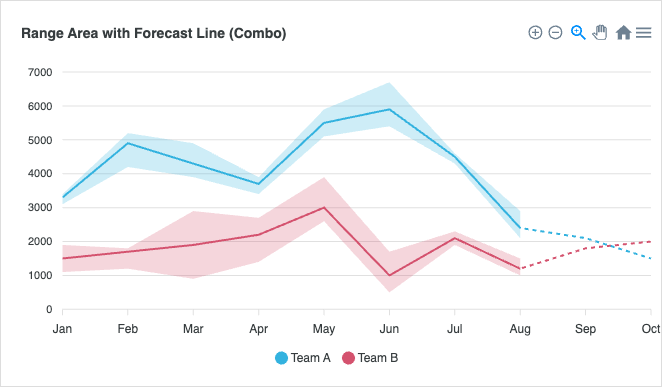 Range Area with Forecast Line (Combo)
7000
6000
5000
4000
3000
2000
1000
0
Jan Feb Mar Apr May Jun Jul Aug Sep Oct
Team A Team B